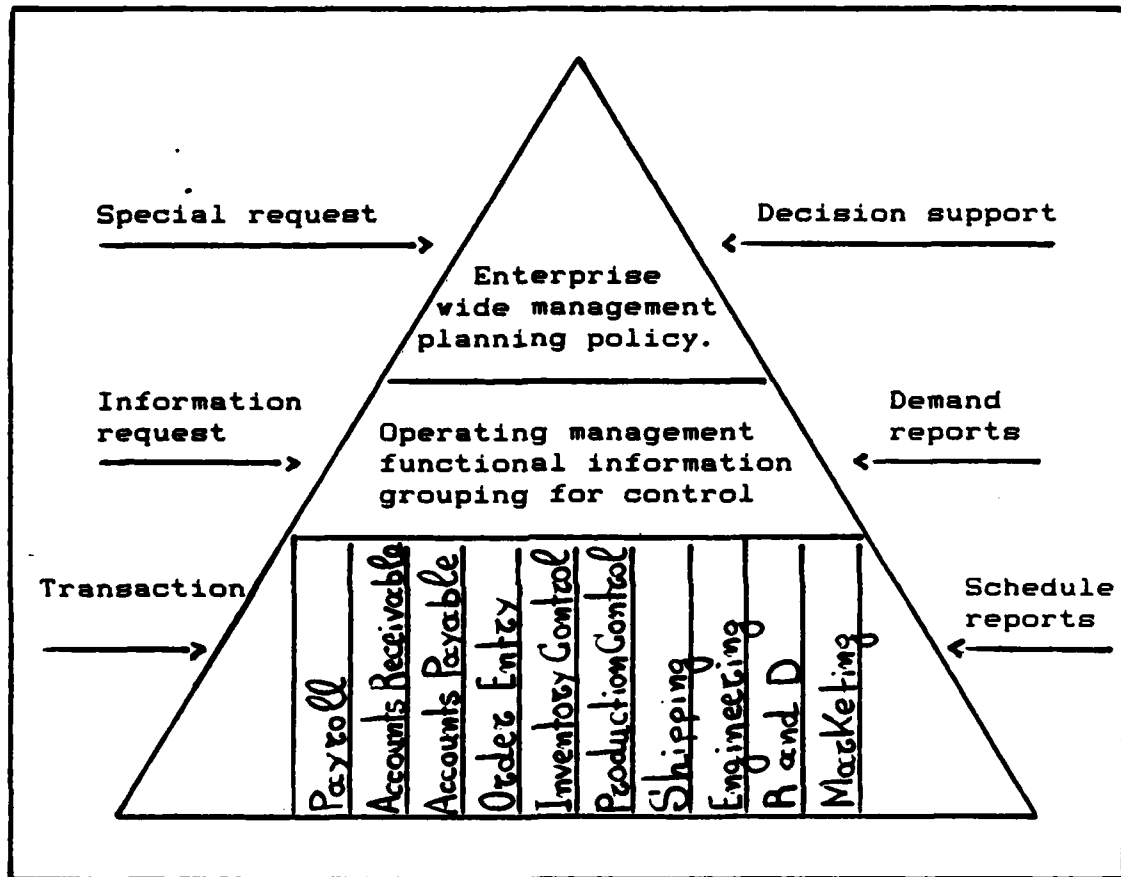 Special request
Decision support
Enterprise
wide management
planning policy.
Information
request
Demand
reports
Operating management
functional information
grouping for control
Transaction
Schedule
reports
Payroll
Accounts Receivable
Accounts Payable
Order Entry
Inventory Control
Production Control
Shipping
Engineering
R and D
Marketing